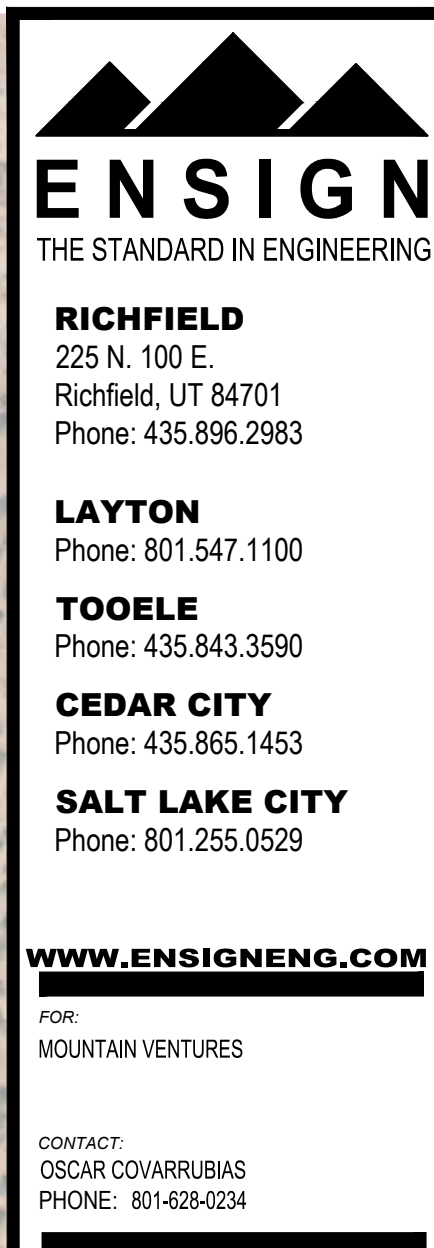 ENSIGN
THE STANDARD IN ENGINEERING
RICHFIELD
225 N. 100 E.
Richfield, UT 84701
Phone: 435.896.2983
LAYTON
Phone: 801.547.1100
TOOELE
Phone: 435.843.3590
CEDAR CITY
Phone: 435.865.1453
SALT LAKE CITY
Phone: 801.255.0529
WWW.ENSIGNENG.COM
FOR:
MOUNTAIN VENTURES
CONTACT:
OSCAR COVARRUBIAS
PHONE: 801-628-0234